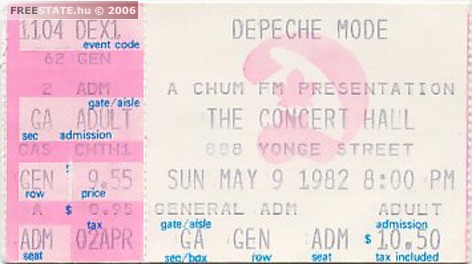 FREESTATE.hu © 2006
1104 DEX1
event code
62 GEN
2 ADM
gate/aisle
GA ADULT
sec admission
CAS CHTH1
GEN 9.55
row price
A $ 0.95
tax
ADM 02APR
seat
DEPECHE MODE
A CHUM FM PRESENTATION
THE CONCERT HALL
888 YONGE STREET
SUN MAY 9 1982 8:00 PM
GENERAL ADM ADULT
gate/aisle admission
GA GEN ADM $10.50
sec/box row seat tax included